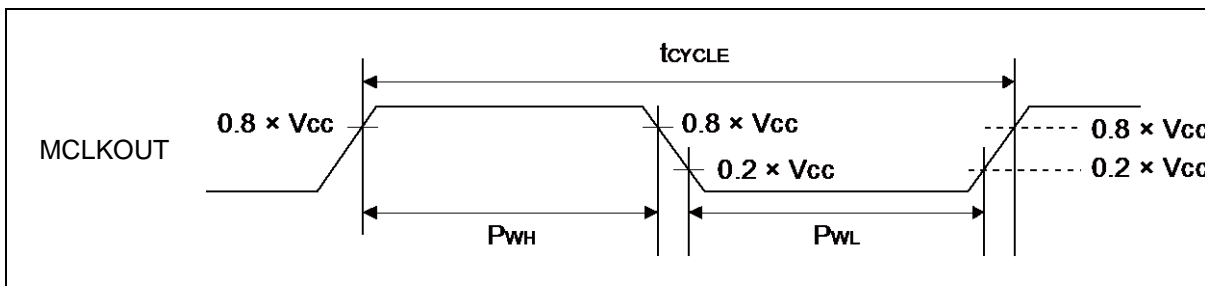 tCYCLE
0.8 × Vcc
0.8 × Vcc
0.8 × Vcc
MCLKOUT
0.2 × Vcc
0.2 × Vcc
PWH
PWL